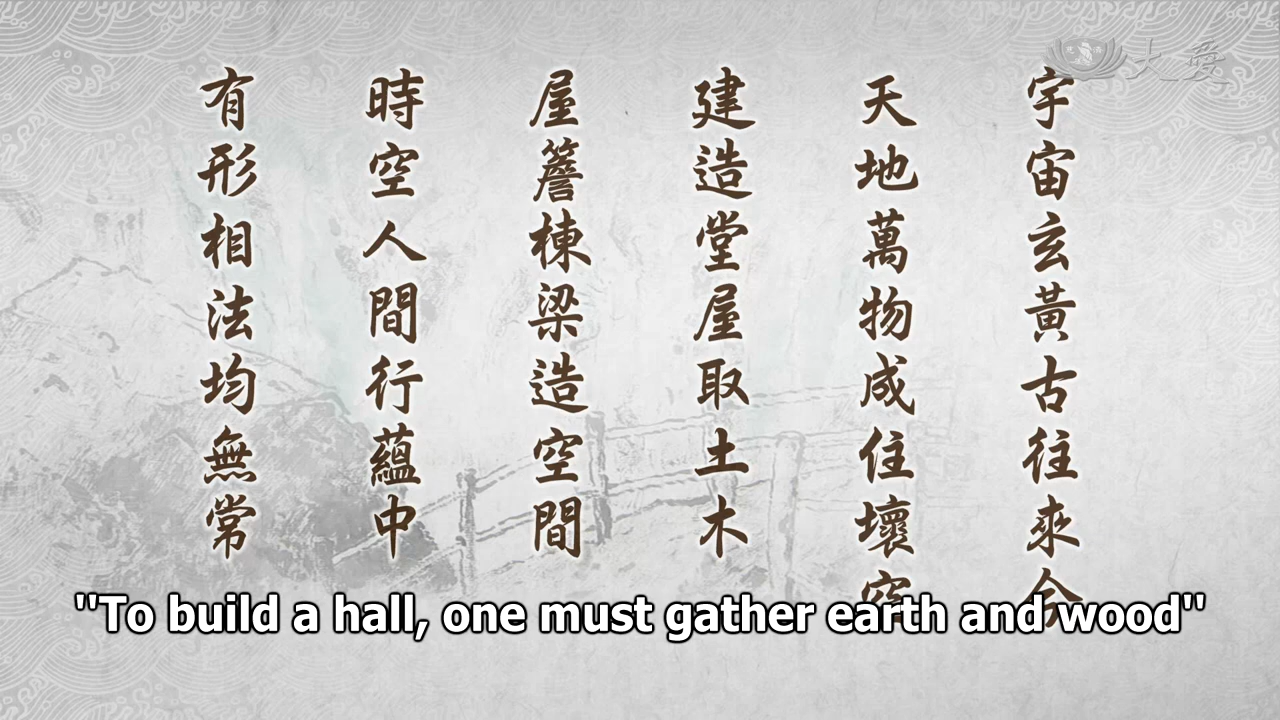 大愛
宇宙玄黃古往來今
天地萬物成住壞空
建造堂屋取土木
屋簷棟梁造空間
時空人間行蘊中
有形相法均無常
"To build a hall, one must gather earth and wood"